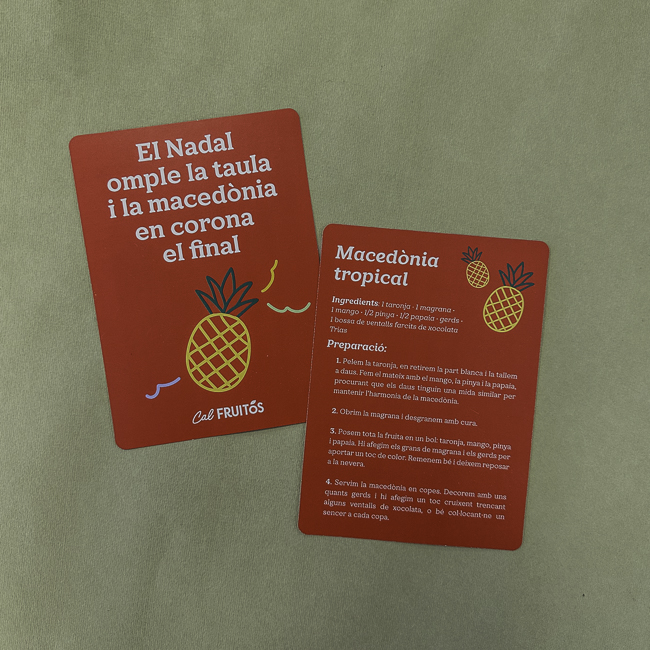 El Nadal
omple la taula
i la macedònia
en corona
el final
Cal FRUITÓS
Macedònia
tropical
Ingredients: 1 taronja · 1 magrana ·
1 mango · 1/2 pinya · 1/2 papaia · gerds ·
1 bossa de ventalls farcits de xocolata
Trias
Preparació:
1. Pelem la taronja, en retirem la part blanca i la tallem
a daus. Fem el mateix amb el mango, la pinya i la papaia,
procurant que els daus tinguin una mida similar per
mantenir l'harmonia de la macedònia.
2. Obrim la magrana i desgranem amb cura.
3. Posem tota la fruita en un bol: taronja, mango, pinya
i papaia. Hi afegim els grans de magrana i els gerds per
aportar un toc de color. Remenem bé i deixem reposar
a la nevera.
4. Servim la macedònia en copes. Decorem amb uns
quants gerds i hi afegim un toc cruixent trencant
alguns ventalls de xocolata, o bé col·locant-ne un
sencer a cada copa.